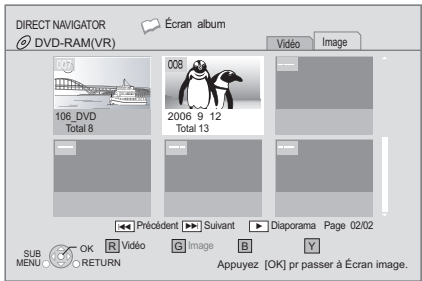 DIRECT NAVIGATOR Écran album
DVD-RAM(VR) Vidéo Image
007 008 ---
106_DVD 2006 9 12
Total 8 Total 13
--- --- ---
Précédent Suivant Diaporama Page 02/02
OK R Vidéo G Image B Y
SUB MENU RETURN
Appuyez [OK] pr passer à Écran image.